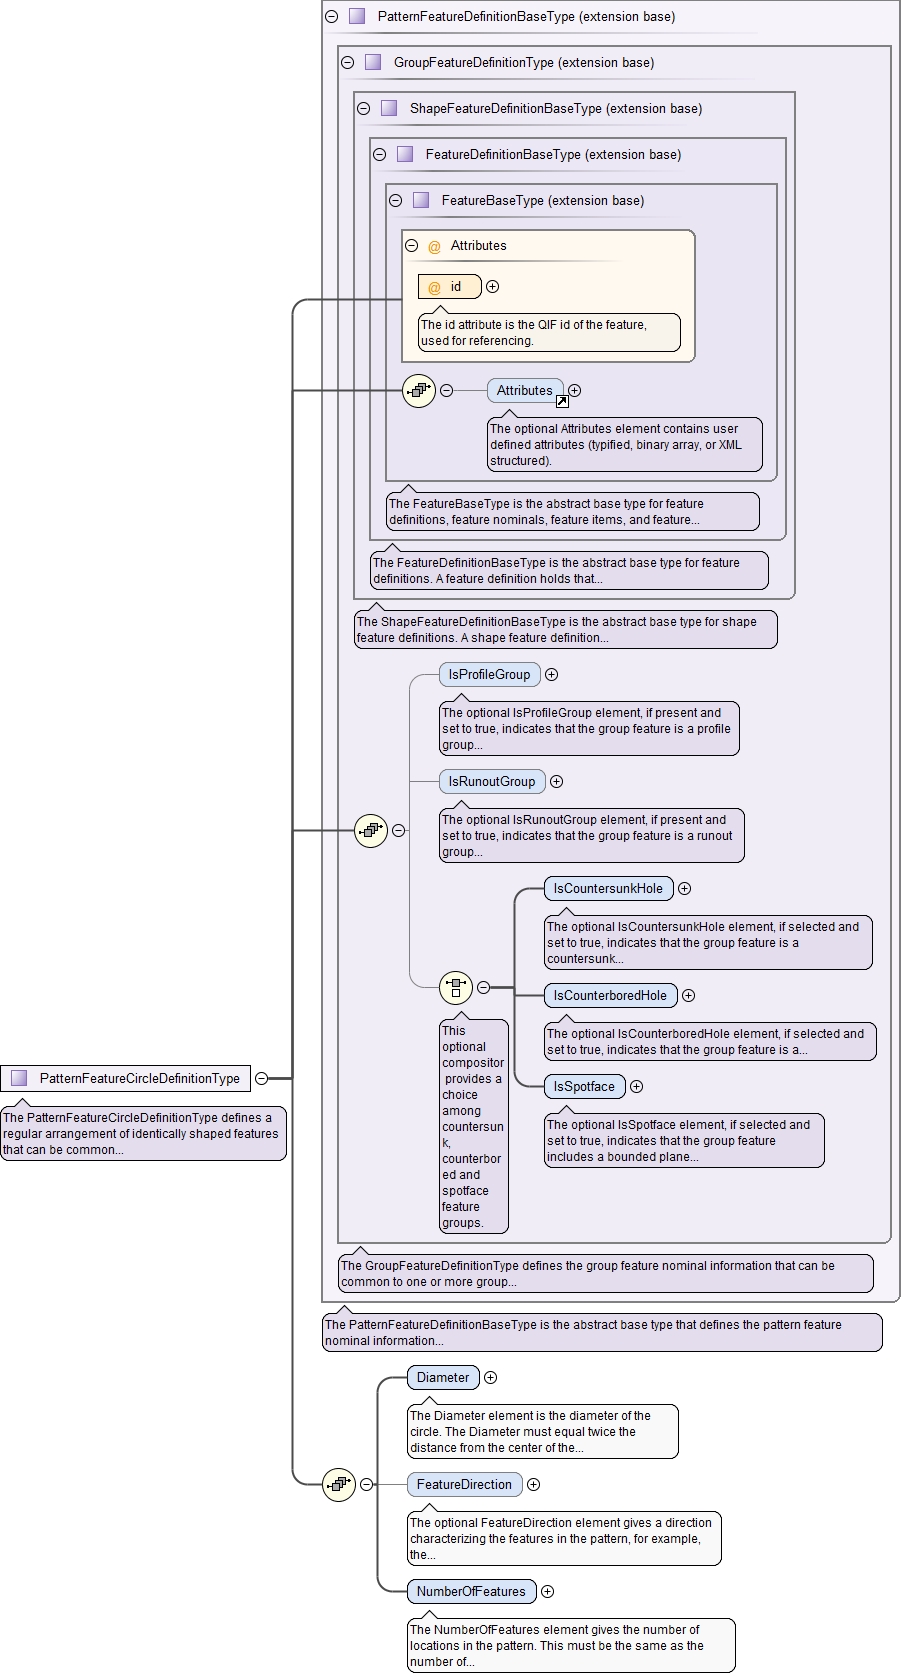 PatternFeatureDefinitionBaseType (extension base)
GroupFeatureDefinitionType (extension base)
ShapeFeatureDefinitionBaseType (extension base)
FeatureDefinitionBaseType (extension base)
FeatureBaseType (extension base)
@ Attributes
@ id
The id attribute is the QIF id of the feature,
used for referencing.
Attributes
The optional Attributes element contains user
defined attributes (typified, binary array, or XML
structured).
The FeatureBaseType is the abstract base type for feature
definitions, feature nominals, feature items, and feature...
The FeatureDefinitionBaseType is the abstract base type for feature
definitions. A feature definition holds that...
The ShapeFeatureDefinitionBaseType is the abstract base type for shape
feature definitions. A shape feature definition...
IsProfileGroup
The optional IsProfileGroup element, if present and
set to true, indicates that the group feature is a profile
group...
IsRunoutGroup
The optional IsRunoutGroup element, if present and
set to true, indicates that the group feature is a runout
group...
IsCountersunkHole
The optional IsCountersunkHole element, if selected and
set to true, indicates that the group feature is a
countersunk...
IsCounterboredHole
The optional IsCounterboredHole element, if selected and
set to true, indicates that the group feature is a...
IsSpotface
The optional IsSpotface element, if selected and
set to true, indicates that the group feature
includes a bounded plane...
This
optional
compositor
provides a
choice
among
countersun
k,
counterbor
ed and
spotface
feature
groups.
PatternFeatureCircleDefinitionType
The PatternFeatureCircleDefinitionType defines a
regular arrangement of identically shaped features
that can be common...
The GroupFeatureDefinitionType defines the group feature nominal information that can be
common to one or more group...
The PatternFeatureDefinitionBaseType is the abstract base type that defines the pattern feature
nominal information...
Diameter
The Diameter element is the diameter of the
circle. The Diameter must equal twice the
distance from the center of the...
FeatureDirection
The optional FeatureDirection element gives a direction
characterizing the features in the pattern, for example,
the...
NumberOfFeatures
The NumberOfFeatures element gives the number of
locations in the pattern. This must be the same as the
number of...